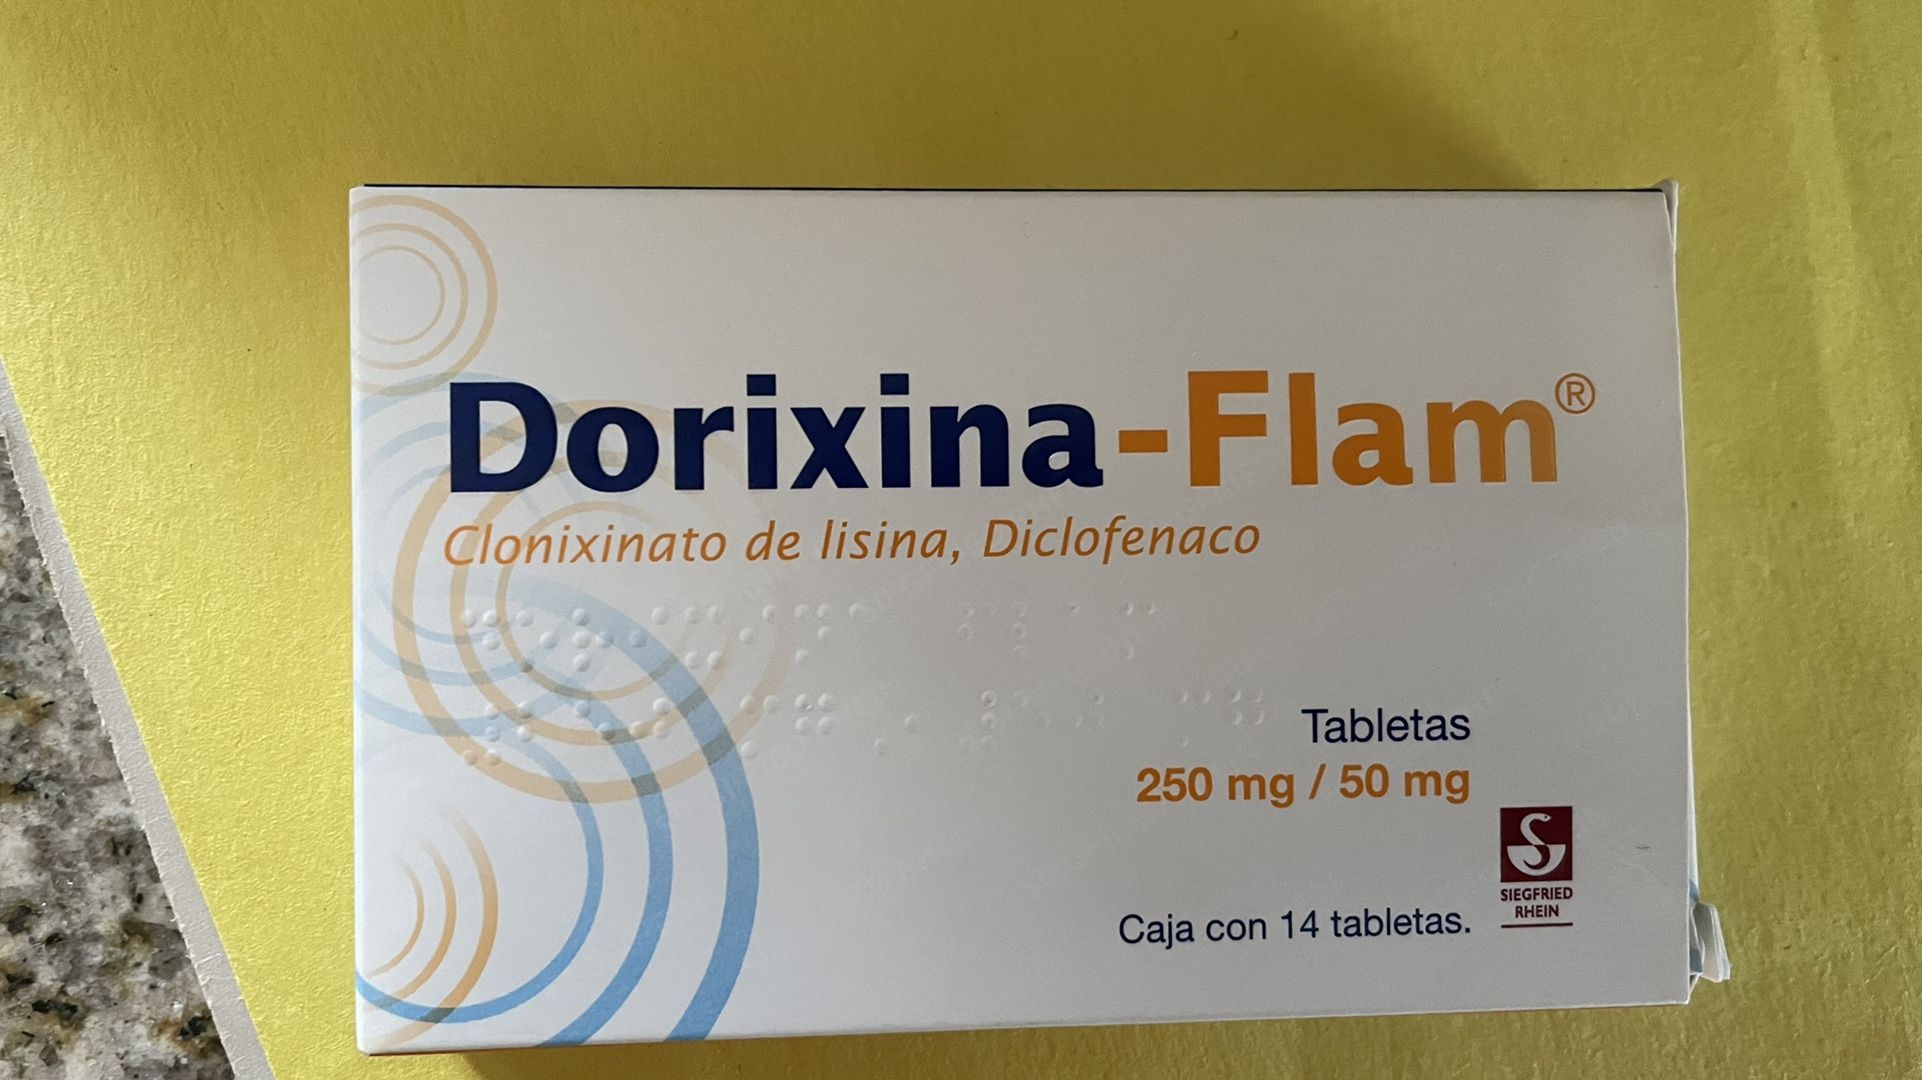 Dorixina-Flam®
Clonixinato de lisina, Diclofenaco
Tabletas
250 mg / 50 mg
SIEGFRIED
RHEIN
Caja con 14 tabletas.